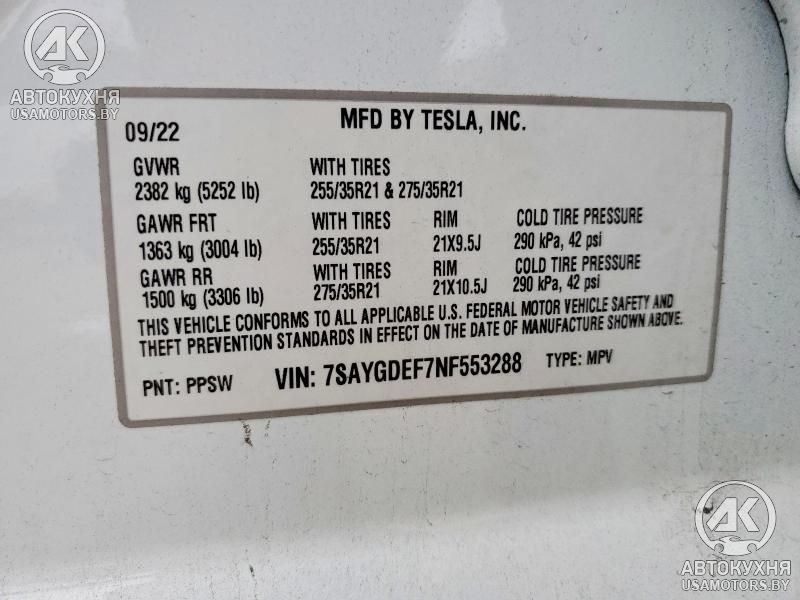 AK
АВТОКУХНЯ
USAMOTORS.BY
09/22 MFD BY TESLA, INC.
GVWR WITH TIRES
2382 kg (5252 lb) 255/35R21 & 275/35R21
GAWR FRT WITH TIRES RIM COLD TIRE PRESSURE
1363 kg (3004 lb) 255/35R21 21X9.5J 290 kPa, 42 psi
GAWR RR WITH TIRES RIM COLD TIRE PRESSURE
1500 kg (3306 lb) 275/35R21 21X10.5J 290 kPa, 42 psi
THIS VEHICLE CONFORMS TO ALL APPLICABLE U.S. FEDERAL MOTOR VEHICLE SAFETY AND
THEFT PREVENTION STANDARDS IN EFFECT ON THE DATE OF MANUFACTURE SHOWN ABOVE.
PNT: PPSW VIN: 7SAYGDEF7NF553288 TYPE: MPV
AK
АВТОКУХНЯ
USAMOTORS.BY